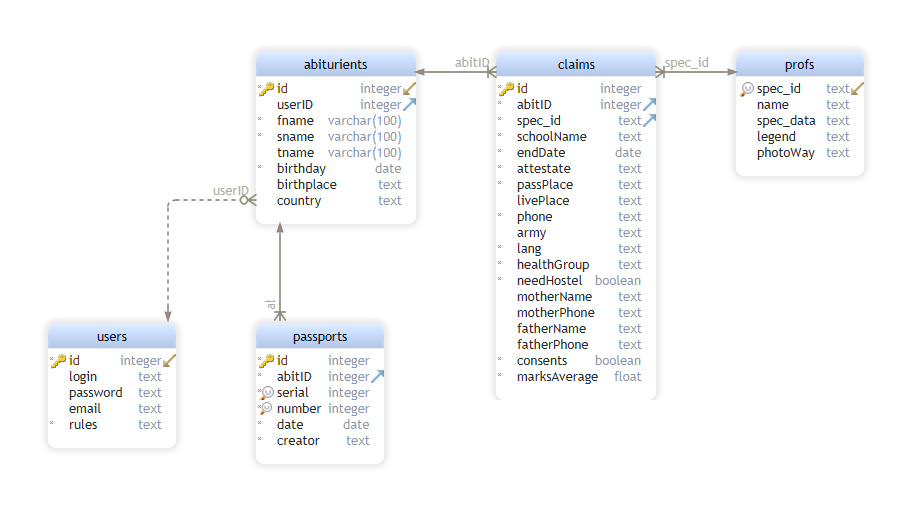 abiturients
id integer
userID integer
fname varchar(100)
sname varchar(100)
tname varchar(100)
birthday date
birthplace text
country text
abitID
claims
id integer
abitID integer
spec_id text
schoolName text
endDate date
attestate text
passPlace text
livePlace text
phone text
army text
lang text
healthGroup text
needHostel boolean
motherName text
motherPhone text
fatherName text
fatherPhone text
consents boolean
marksAverage float
spec_id
profs
spec_id text
name text
spec_data text
legend text
photoWay text
userID
users
id integer
login text
password text
email text
rules text
passports
id integer
abitID integer
serial integer
number integer
date date
creator text